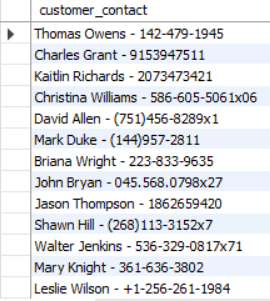 customer_contact
Thomas Owens - 142-479-1945
Charles Grant - 9153947511
Kaitlin Richards - 2073473421
Christina Williams - 586-605-5061x06
David Allen - (751)456-8289x1
Mark Duke - (144)957-2811
Briana Wright - 223-833-9635
John Bryan - 045.568.0798x27
Jason Thompson - 1862659420
Shawn Hill - (268)113-3152x7
Walter Jenkins - 536-329-0817x71
Mary Knight - 361-636-3802
Leslie Wilson - +1-256-261-1984